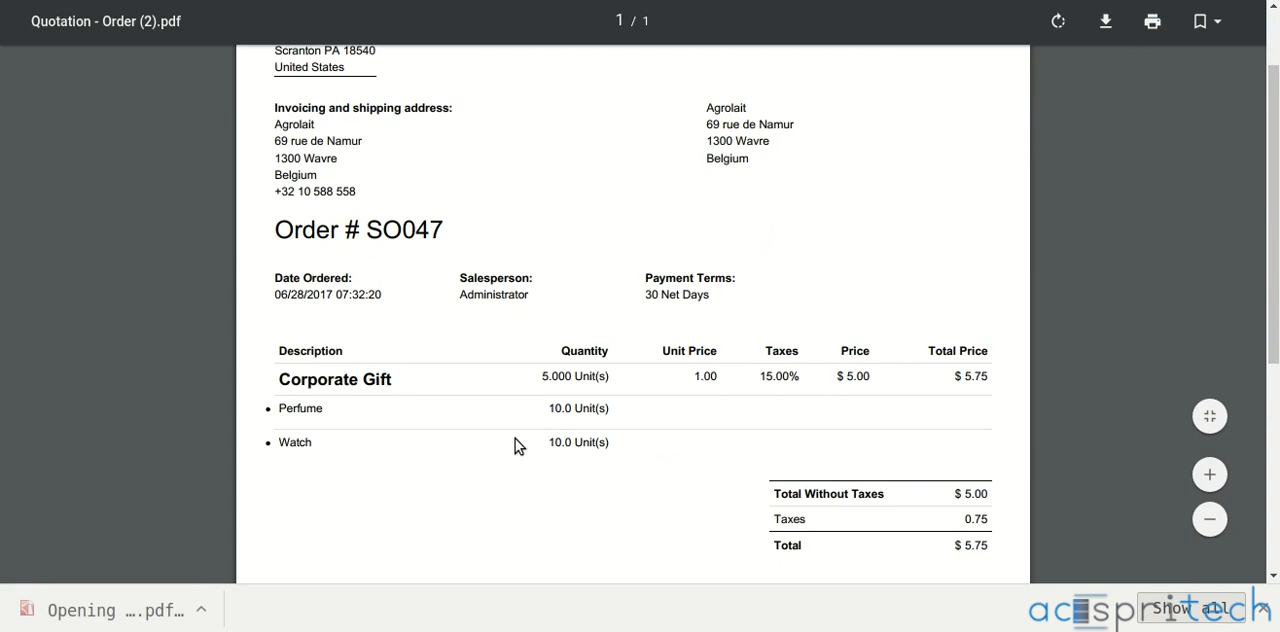 Quotation - Order (2).pdf
1 / 1
Scranton PA 18540
United States
Invoicing and shipping address:
Agrolait
69 rue de Namur
1300 Wavre
Belgium
+32 10 588 558
Agrolait
69 rue de Namur
1300 Wavre
Belgium
Order # SO047
Date Ordered: Salesperson: Payment Terms:
06/28/2017 07:32:20 Administrator 30 Net Days
Description Quantity Unit Price Taxes Price Total Price
Corporate Gift 5.000 Unit(s) 1.00 15.00% $ 5.00 $ 5.75
• Perfume 10.0 Unit(s)
• Watch 10.0 Unit(s)
Total Without Taxes $ 5.00
Taxes 0.75
Total $ 5.75
Opening ….pdf…
Show all
acespritech